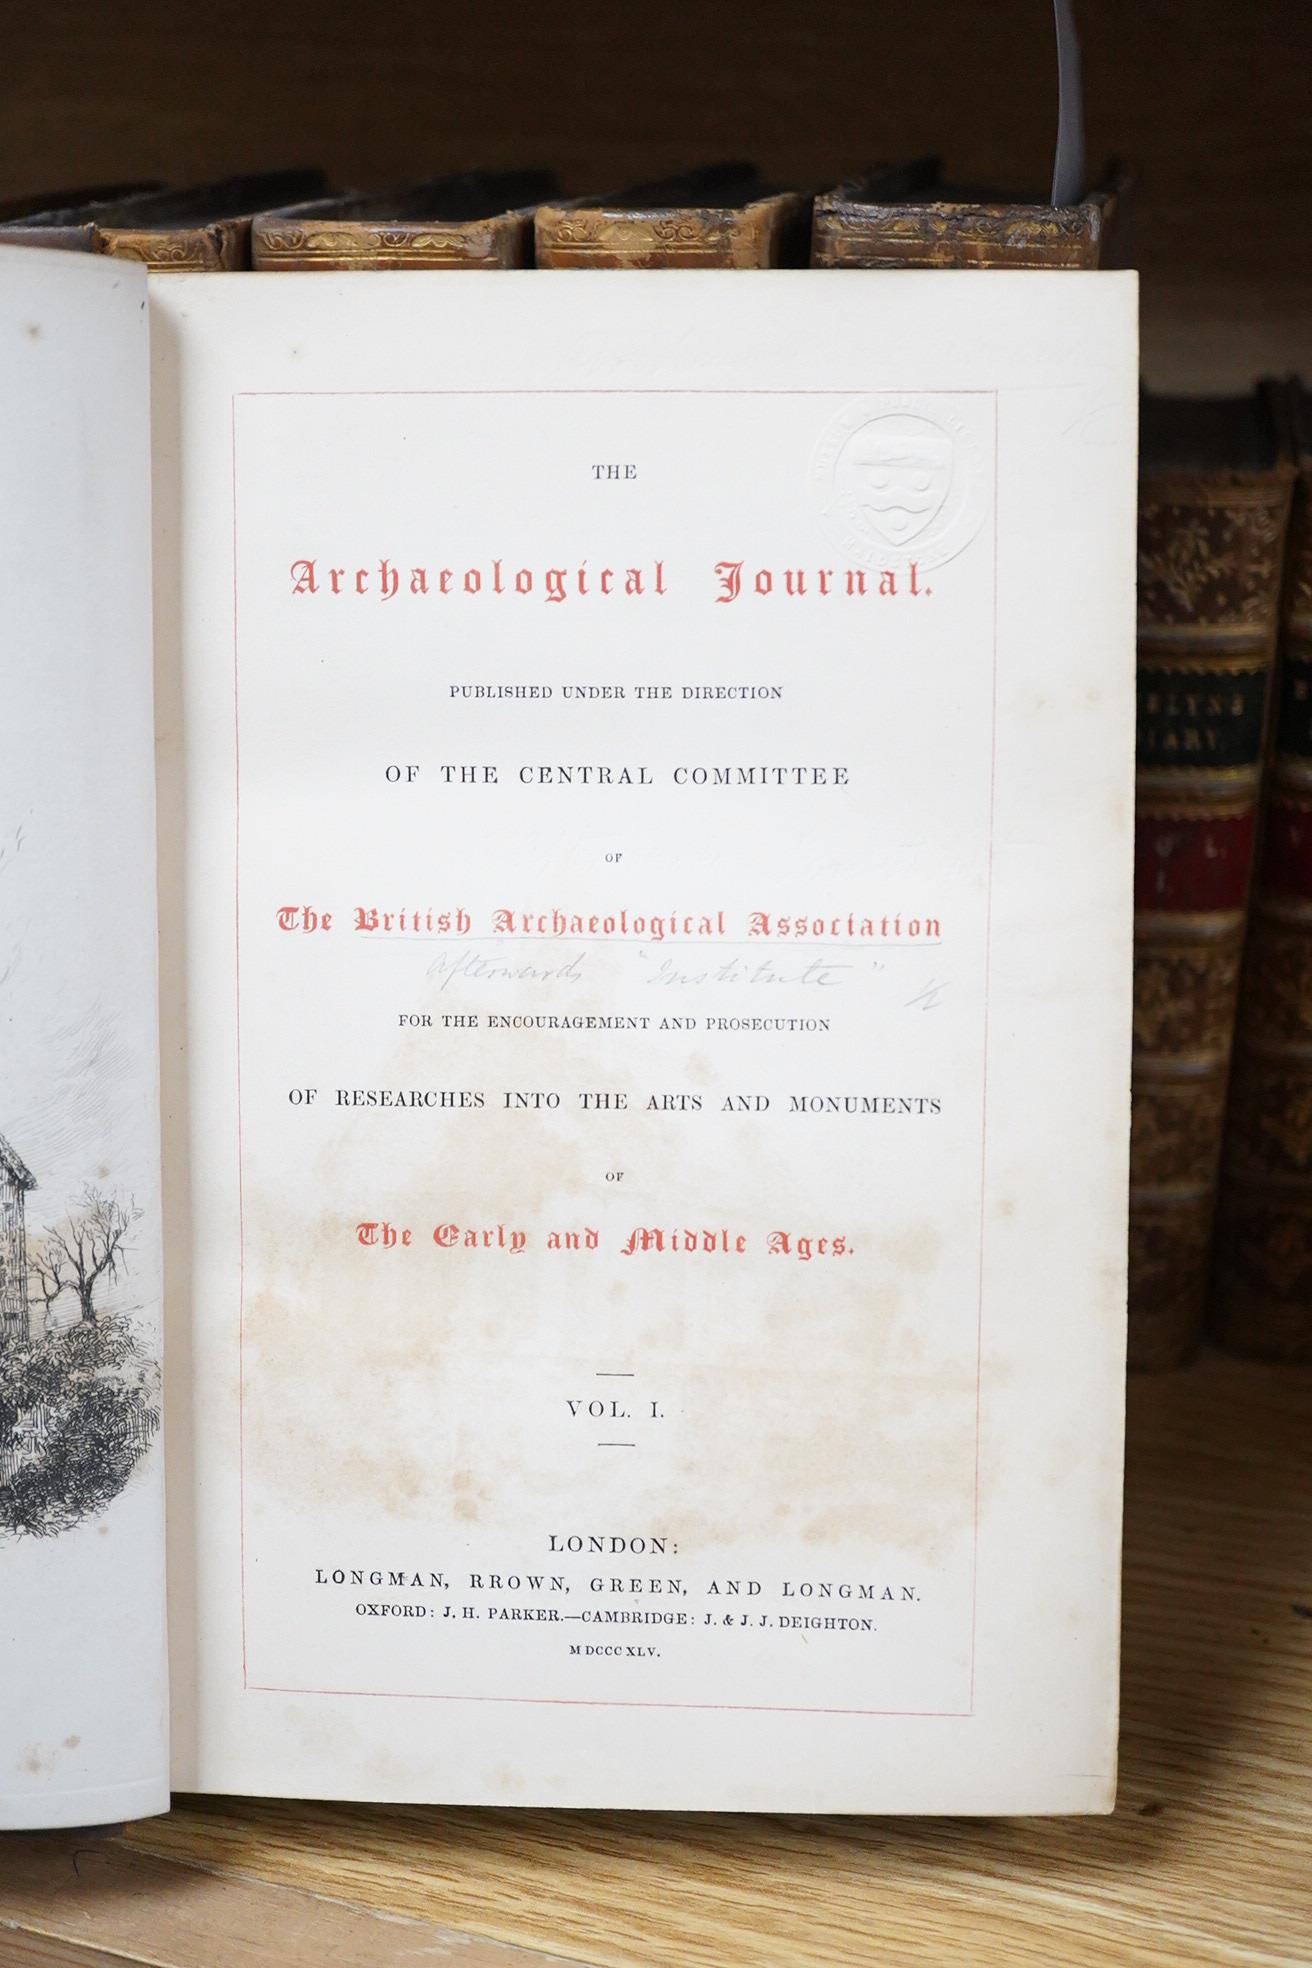 THE
Archaeological Journal.
PUBLISHED UNDER THE DIRECTION
OF THE CENTRAL COMMITTEE
OF
The British Archaeological Association
afterwards "Institute"
FOR THE ENCOURAGEMENT AND PROSECUTION
OF RESEARCHES INTO THE ARTS AND MONUMENTS
OF
The Early and Middle Ages.
VOL. I.
LONDON:
LONGMAN, RROWN, GREEN, AND LONGMAN.
OXFORD: J. H. PARKER.—CAMBRIDGE: J. & J. J. DEIGHTON.
MDCCCXLV.